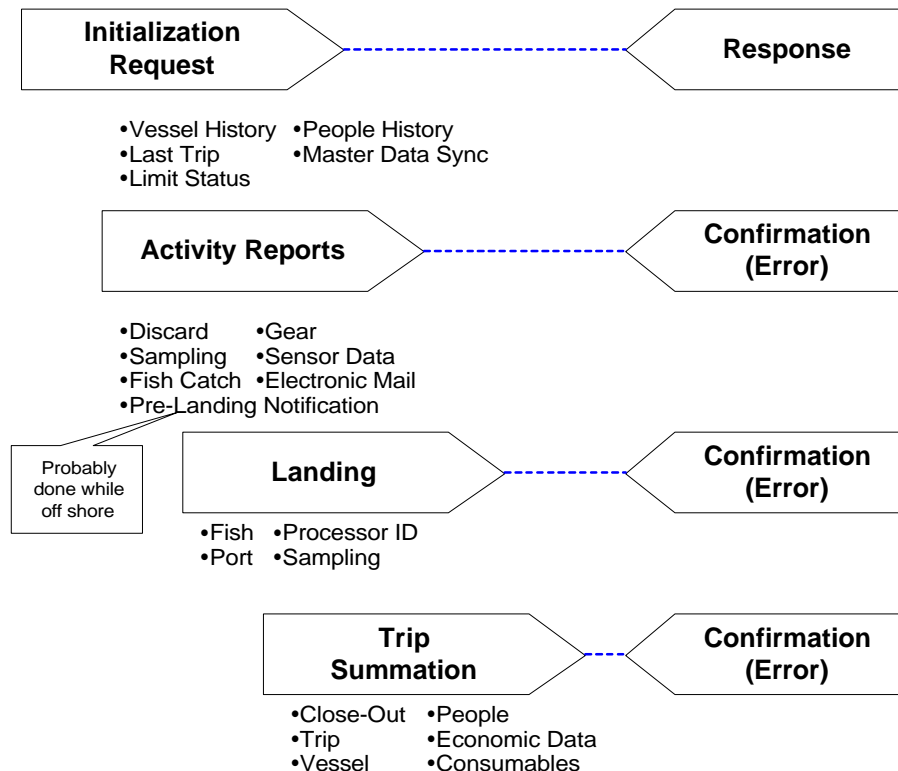 Initialization
Request
Response
•Vessel History •People History
•Last Trip •Master Data Sync
•Limit Status
Activity Reports
Confirmation
(Error)
•Discard •Gear
•Sampling •Sensor Data
•Fish Catch •Electronic Mail
•Pre-Landing Notification
Probably
done while
off shore
Landing
Confirmation
(Error)
•Fish •Processor ID
•Port •Sampling
Trip
Summation
Confirmation
(Error)
•Close-Out •People
•Trip •Economic Data
•Vessel •Consumables